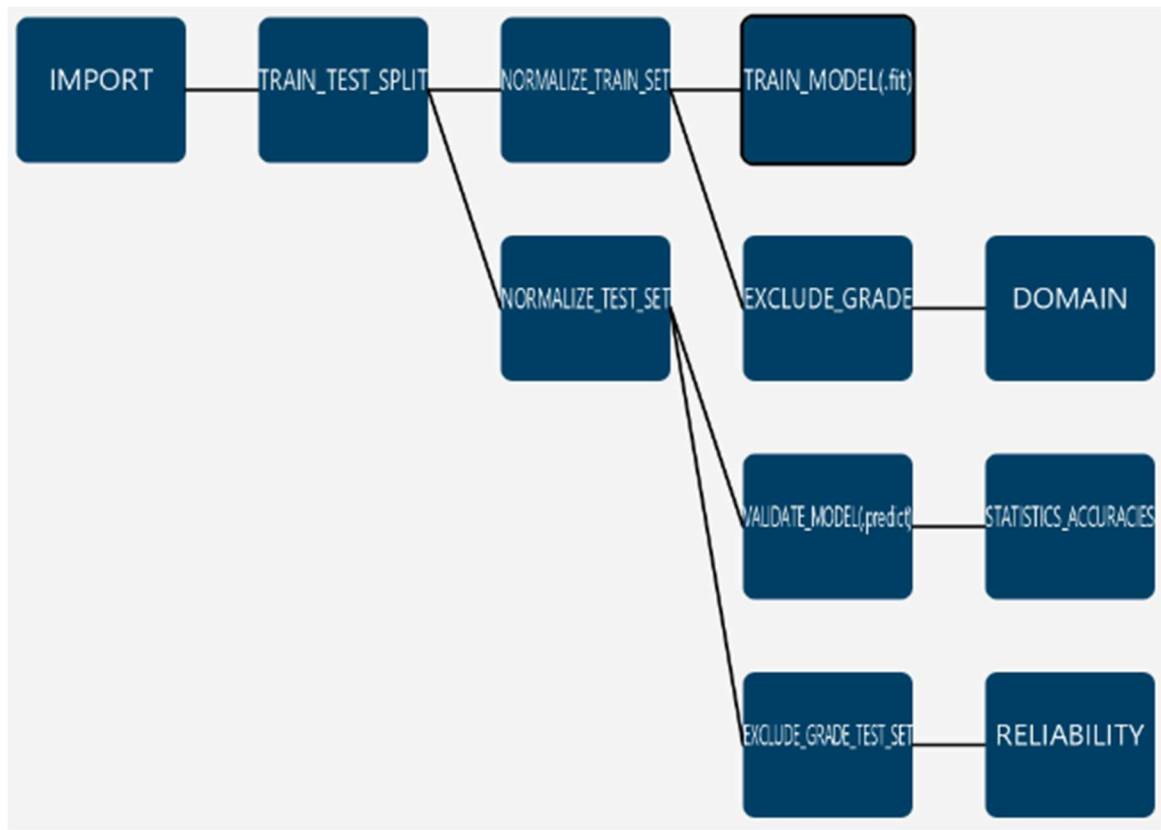 IMPORT
TRAIN_TEST_SPLIT
NORMALIZE_TRAIN_SET
TRAIN_MODEL(.fit)
NORMALIZE_TEST_SET
EXCLUDE_GRADE
DOMAIN
VALIDATE_MODEL(.predict)
STATISTICS_ACCURACIES
EXCLUDE_GRADE_TEST_SET
RELIABILITY